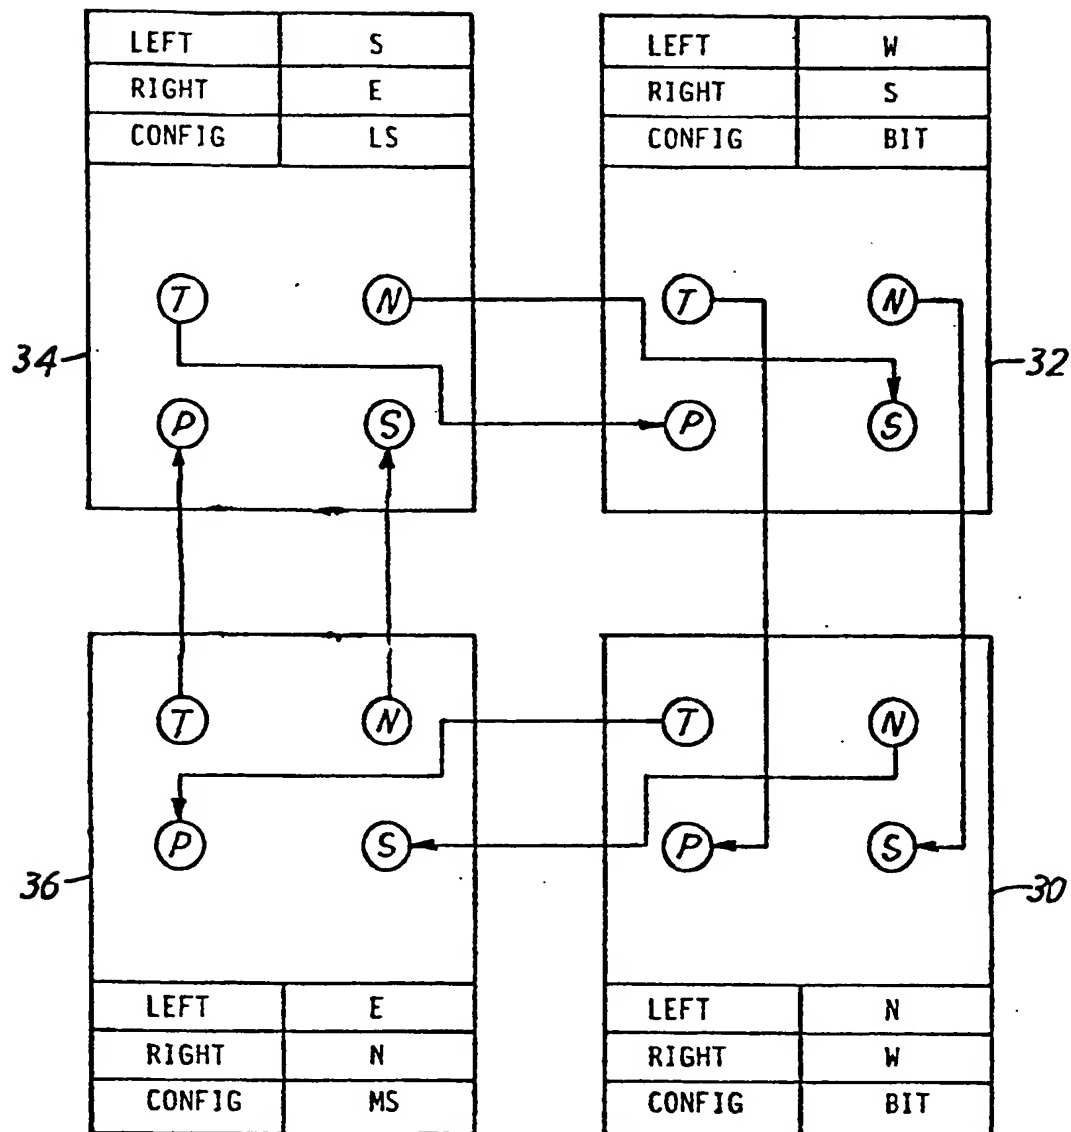 LEFT S LEFT W
RIGHT E RIGHT S
CONFIG LS CONFIG BIT
T N T N
34 32
P S P S
T N T N
P S P S
36 30
LEFT E LEFT N
RIGHT N RIGHT W
CONFIG MS CONFIG BIT